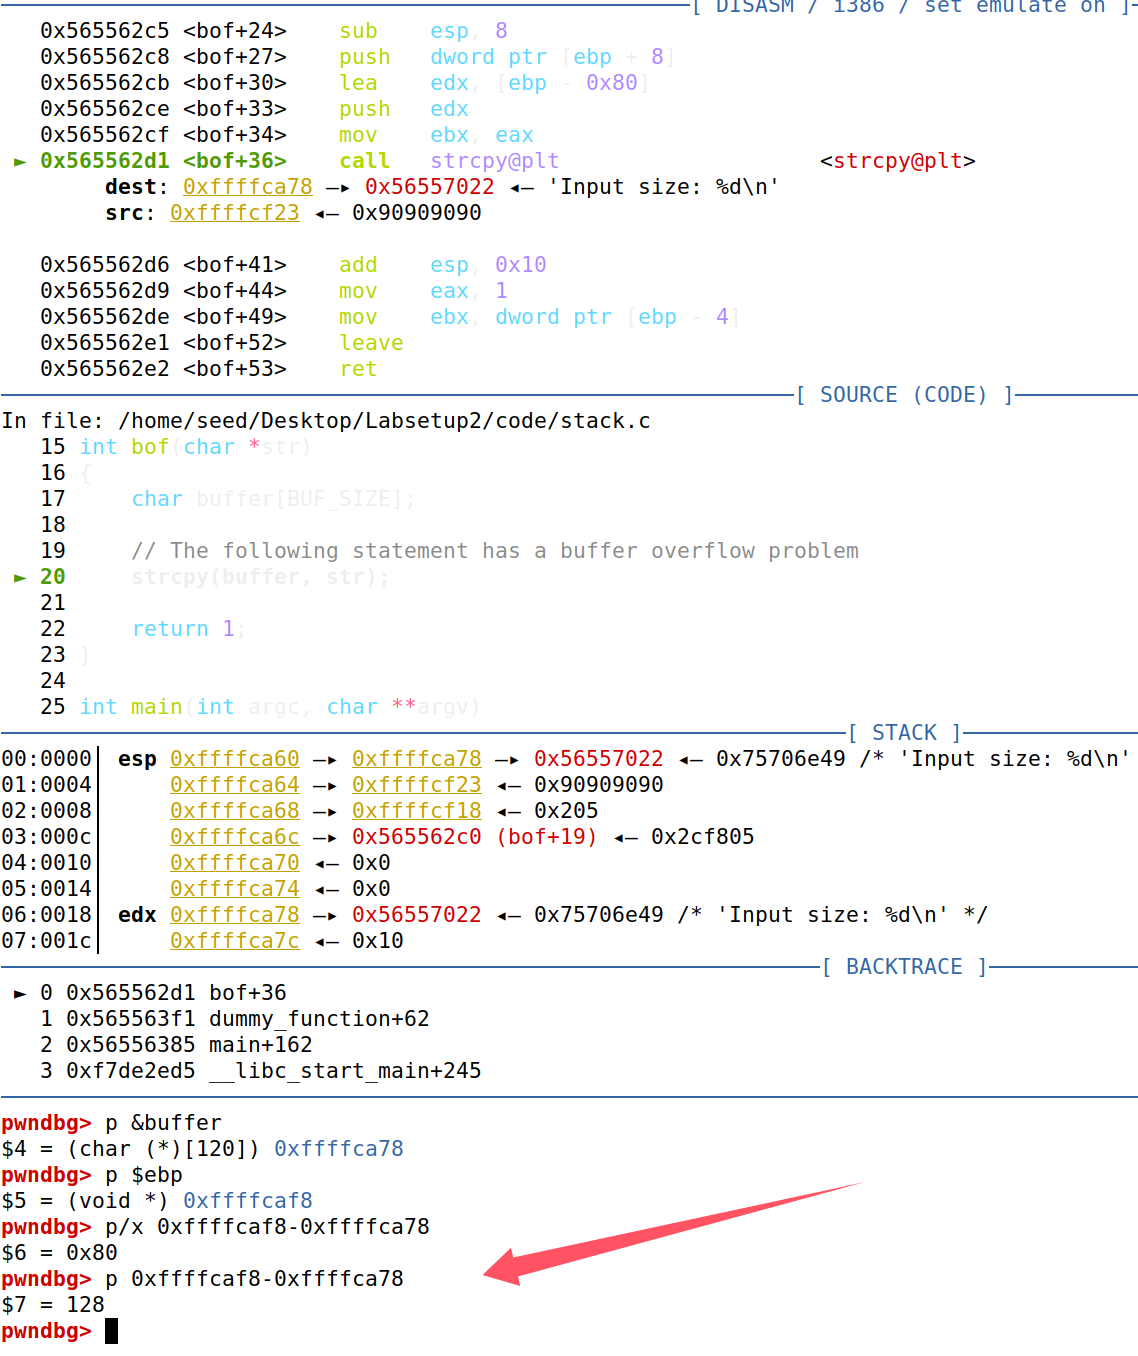 [ DISASM / i386 / set emulate on ]
0x565562c5 <bof+24>    sub    esp, 8
0x565562c8 <bof+27>    push   dword ptr [ebp + 8]
0x565562cb <bof+30>    lea    edx, [ebp - 0x80]
0x565562ce <bof+33>    push   edx
0x565562cf <bof+34>    mov    ebx, eax
► 0x565562d1 <bof+36>    call   strcpy@plt                    <strcpy@plt>
dest: 0xffffca78 —▸ 0x56557022 ◂— 'Input size: %d\n'
src: 0xffffcf23 ◂— 0x90909090
0x565562d6 <bof+41>    add    esp, 0x10
0x565562d9 <bof+44>    mov    eax, 1
0x565562de <bof+49>    mov    ebx, dword ptr [ebp - 4]
0x565562e1 <bof+52>    leave
0x565562e2 <bof+53>    ret
[ SOURCE (CODE) ]
In file: /home/seed/Desktop/Labsetup2/code/stack.c
15 int bof(char *str)
16 {
17     char buffer[BUF_SIZE];
18
19     // The following statement has a buffer overflow problem
► 20     strcpy(buffer, str);
21
22     return 1;
23 }
24
25 int main(int argc, char **argv)
[ STACK ]
00:0000│ esp 0xffffca60 —▸ 0xffffca78 —▸ 0x56557022 ◂— 0x75706e49 /* 'Input size: %d\n'
01:0004│     0xffffca64 —▸ 0xffffcf23 ◂— 0x90909090
02:0008│     0xffffca68 —▸ 0xffffcf18 ◂— 0x205
03:000c│     0xffffca6c —▸ 0x565562c0 (bof+19) ◂— 0x2cf805
04:0010│     0xffffca70 ◂— 0x0
05:0014│     0xffffca74 ◂— 0x0
06:0018│ edx 0xffffca78 —▸ 0x56557022 ◂— 0x75706e49 /* 'Input size: %d\n' */
07:001c│     0xffffca7c ◂— 0x10
[ BACKTRACE ]
► 0 0x565562d1 bof+36
1 0x565563f1 dummy_function+62
2 0x56556385 main+162
3 0xf7de2ed5 __libc_start_main+245
pwndbg> p &buffer
$4 = (char (*)[120]) 0xffffca78
pwndbg> p $ebp
$5 = (void *) 0xffffcaf8
pwndbg> p/x 0xffffcaf8-0xffffca78
$6 = 0x80
pwndbg> p 0xffffcaf8-0xffffca78
$7 = 128
pwndbg>